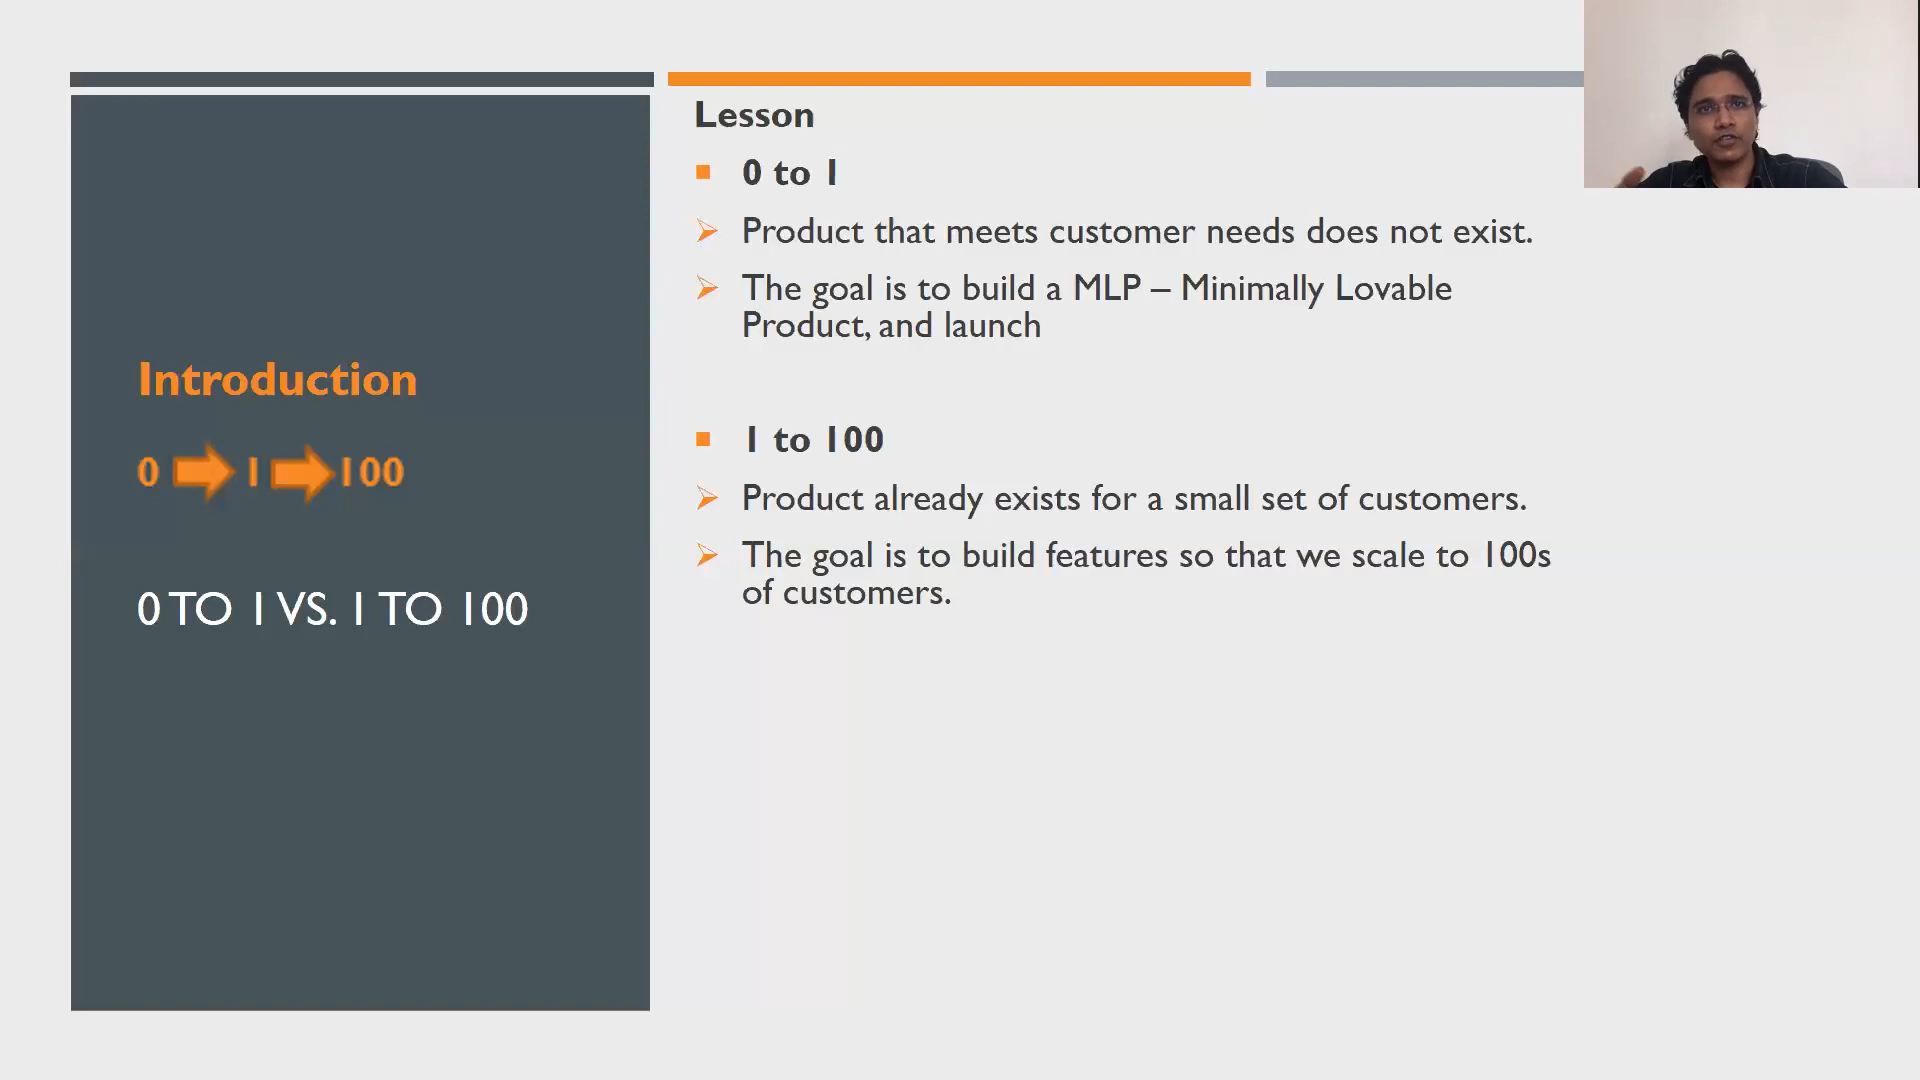 Introduction
0 1 100
0 TO 1 VS. 1 TO 100
Lesson
0 to 1
Product that meets customer needs does not exist.
The goal is to build a MLP – Minimally Lovable
Product, and launch
1 to 100
Product already exists for a small set of customers.
The goal is to build features so that we scale to 100s
of customers.